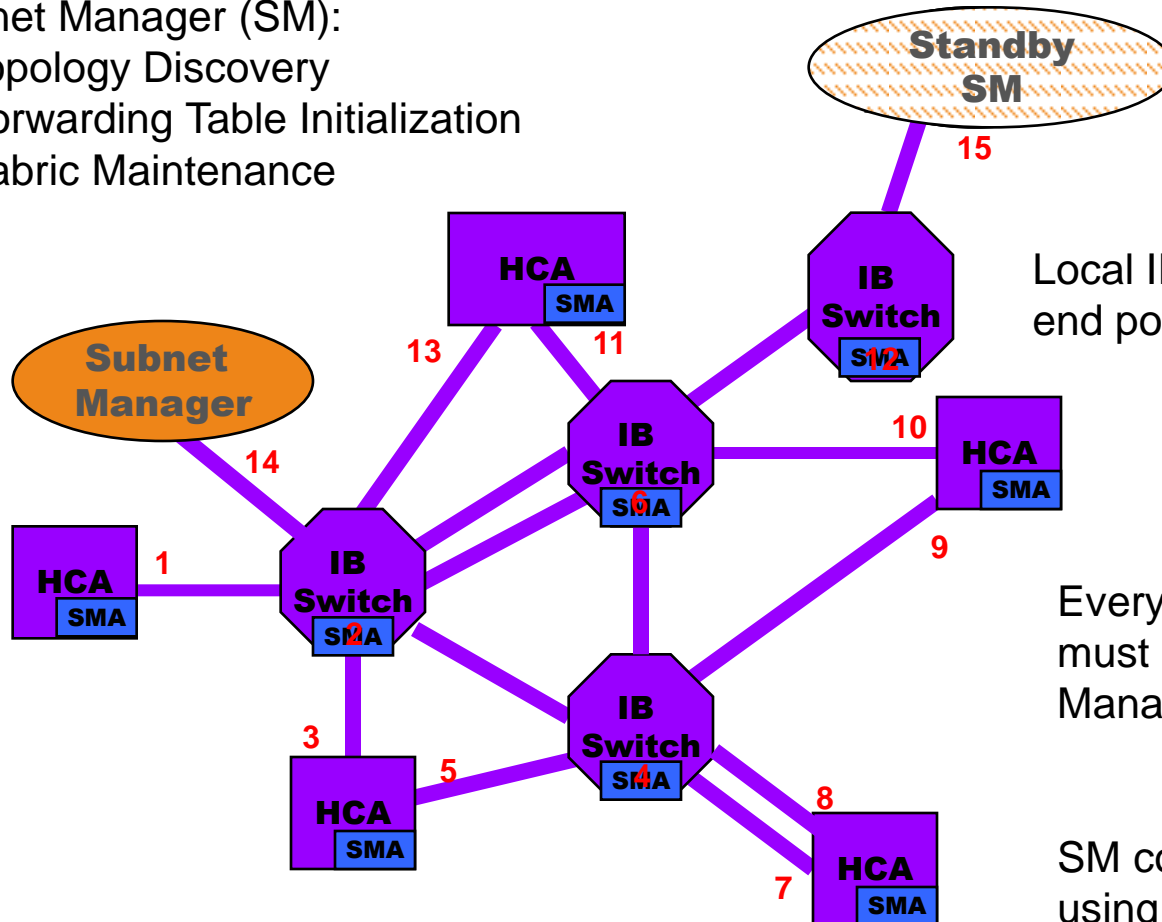 net Manager (SM):
opology Discovery
orwarding Table Initialization
abric Maintenance
Standby
SM
15
HCA
SMA
IB
Switch
SMA
12
Local I
end po
13
11
Subnet
Manager
14
IB
Switch
SMA
6
10
HCA
SMA
9
1
HCA
SMA
IB
Switch
SMA
2
Every
must
Mana
3
5
IB
Switch
SMA
4
HCA
SMA
8
7
HCA
SMA
SM co
using